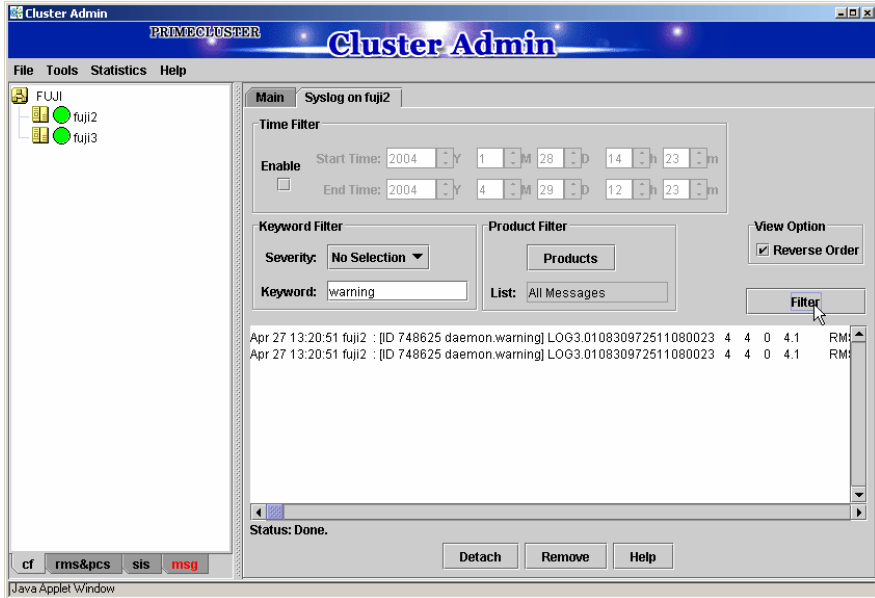 Cluster Admin
PRIMECLUSTER
Cluster Admin
File Tools Statistics Help
FUJI
fuji2
fuji3
Main Syslog on fuji2
Time Filter
Enable
Start Time: 2004 Y 1 M 28 D 14 h 23 m
End Time: 2004 Y 4 M 29 D 12 h 23 m
Keyword Filter
Severity: No Selection
Keyword: warning
Product Filter
Products
List: All Messages
View Option
Reverse Order
Filter
Apr 27 13:20:51 fuji2 : [ID 748625 daemon.warning] LOG3.010830972511080023 4 4 0 4.1 RMS
Apr 27 13:20:51 fuji2 : [ID 748625 daemon.warning] LOG3.010830972511080023 4 4 0 4.1 RMS
Status: Done.
Detach Remove Help
cf rms&pcs sis msg
Java Applet Window